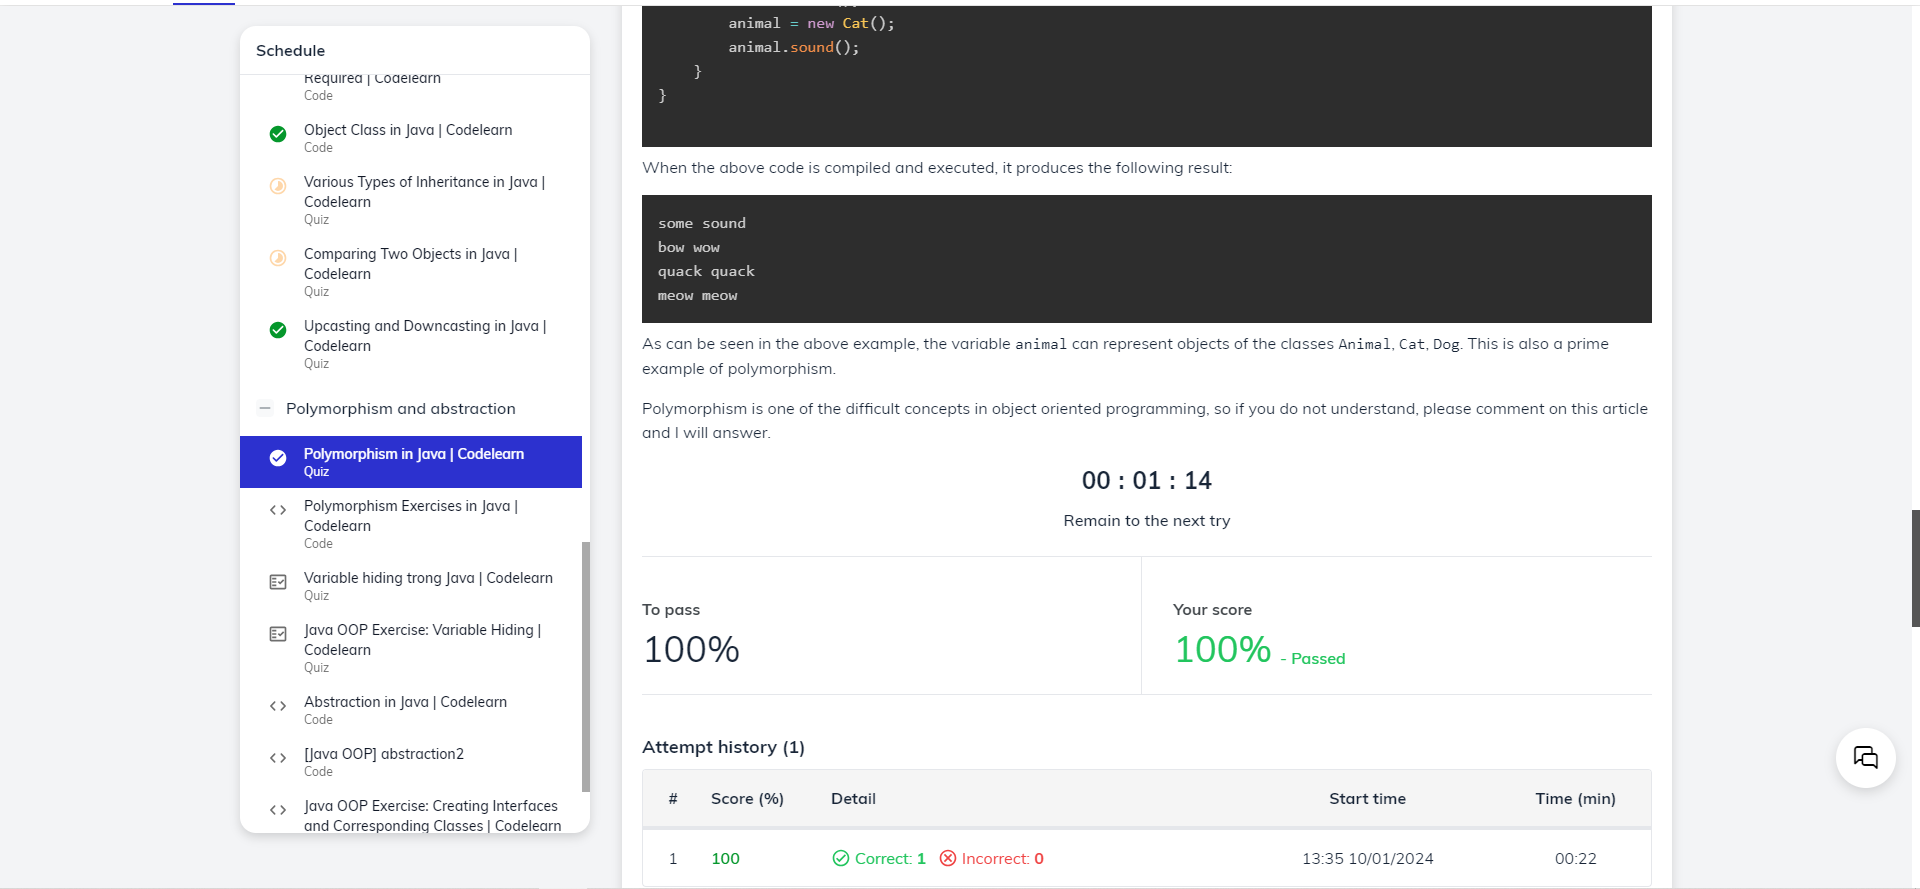 Schedule
Required | Codelearn
Code
Object Class in Java | Codelearn
Code
Various Types of Inheritance in Java |
Codelearn
Quiz
Comparing Two Objects in Java |
Codelearn
Quiz
Upcasting and Downcasting in Java |
Codelearn
Quiz
Polymorphism and abstraction
Polymorphism in Java | Codelearn
Quiz
Polymorphism Exercises in Java |
Codelearn
Code
Variable hiding trong Java | Codelearn
Quiz
Java OOP Exercise: Variable Hiding |
Codelearn
Quiz
Abstraction in Java | Codelearn
Code
[Java OOP] abstraction2
Code
Java OOP Exercise: Creating Interfaces
and Corresponding Classes | Codelearn
animal = new Cat();
animal.sound();
}
}
When the above code is compiled and executed, it produces the following result:
some sound
bow wow
quack quack
meow meow
As can be seen in the above example, the variable animal can represent objects of the classes Animal, Cat, Dog. This is also a prime
example of polymorphism.
Polymorphism is one of the difficult concepts in object oriented programming, so if you do not understand, please comment on this article
and I will answer.
00 : 01 : 14
Remain to the next try
To pass
100%
Your score
100% - Passed
Attempt history (1)
# Score (%) Detail Start time Time (min)
1 100 Correct: 1 Incorrect: 0 13:35 10/01/2024 00:22